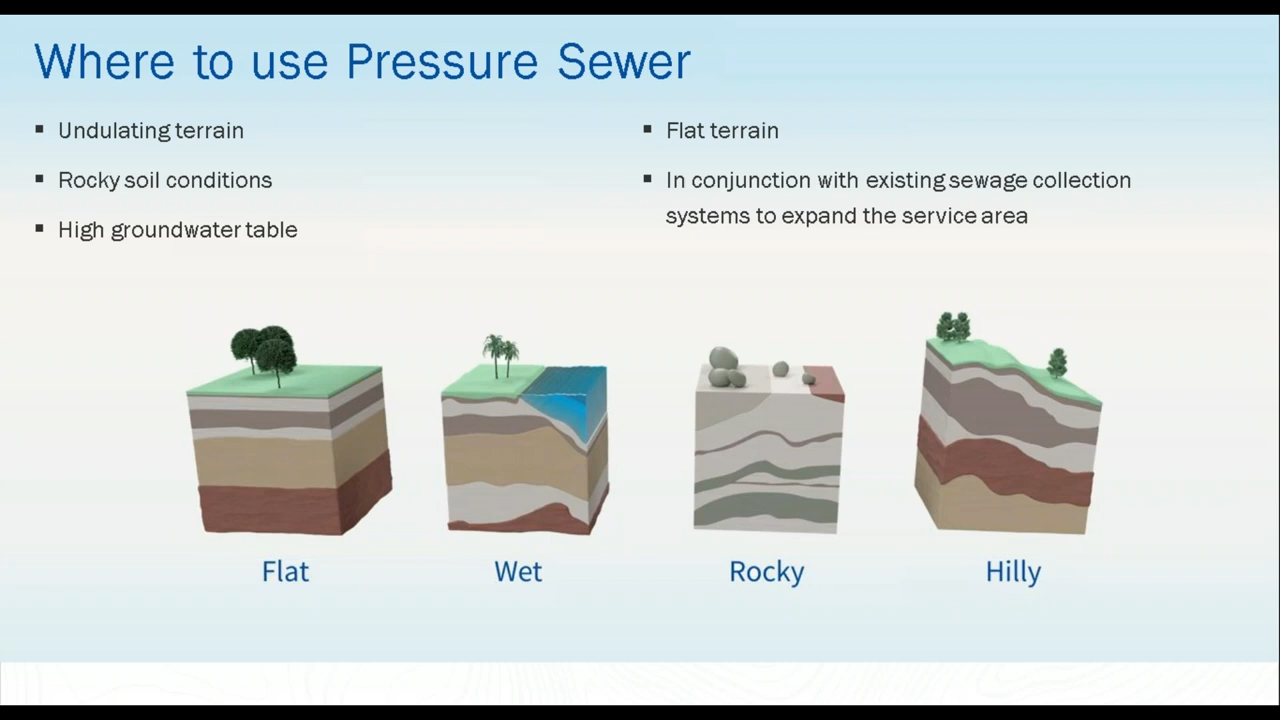 Where to use Pressure Sewer
▪ Undulating terrain
▪ Rocky soil conditions
▪ High groundwater table
▪ Flat terrain
▪ In conjunction with existing sewage collection
systems to expand the service area
Flat
Wet
Rocky
Hilly